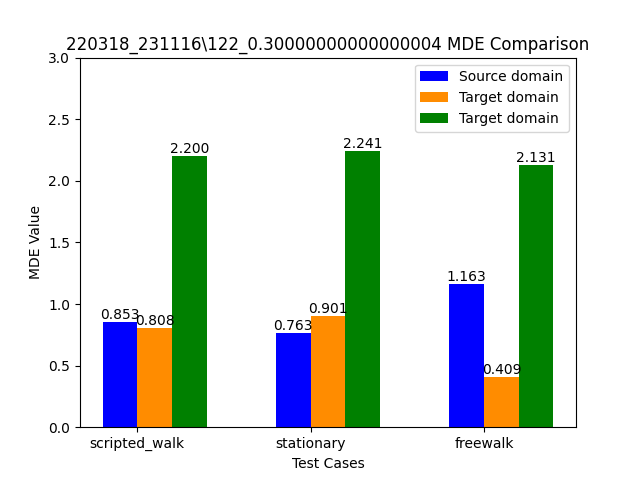 220318_231116\122_0.30000000000000004 MDE Comparison
3.0
2.5
2.0
1.5
1.0
0.5
0.0
MDE Value
Source domain
Target domain
Target domain
0.853
0.808
2.200
0.763
0.901
2.241
1.163
0.409
2.131
scripted_walk
stationary
freewalk
Test Cases